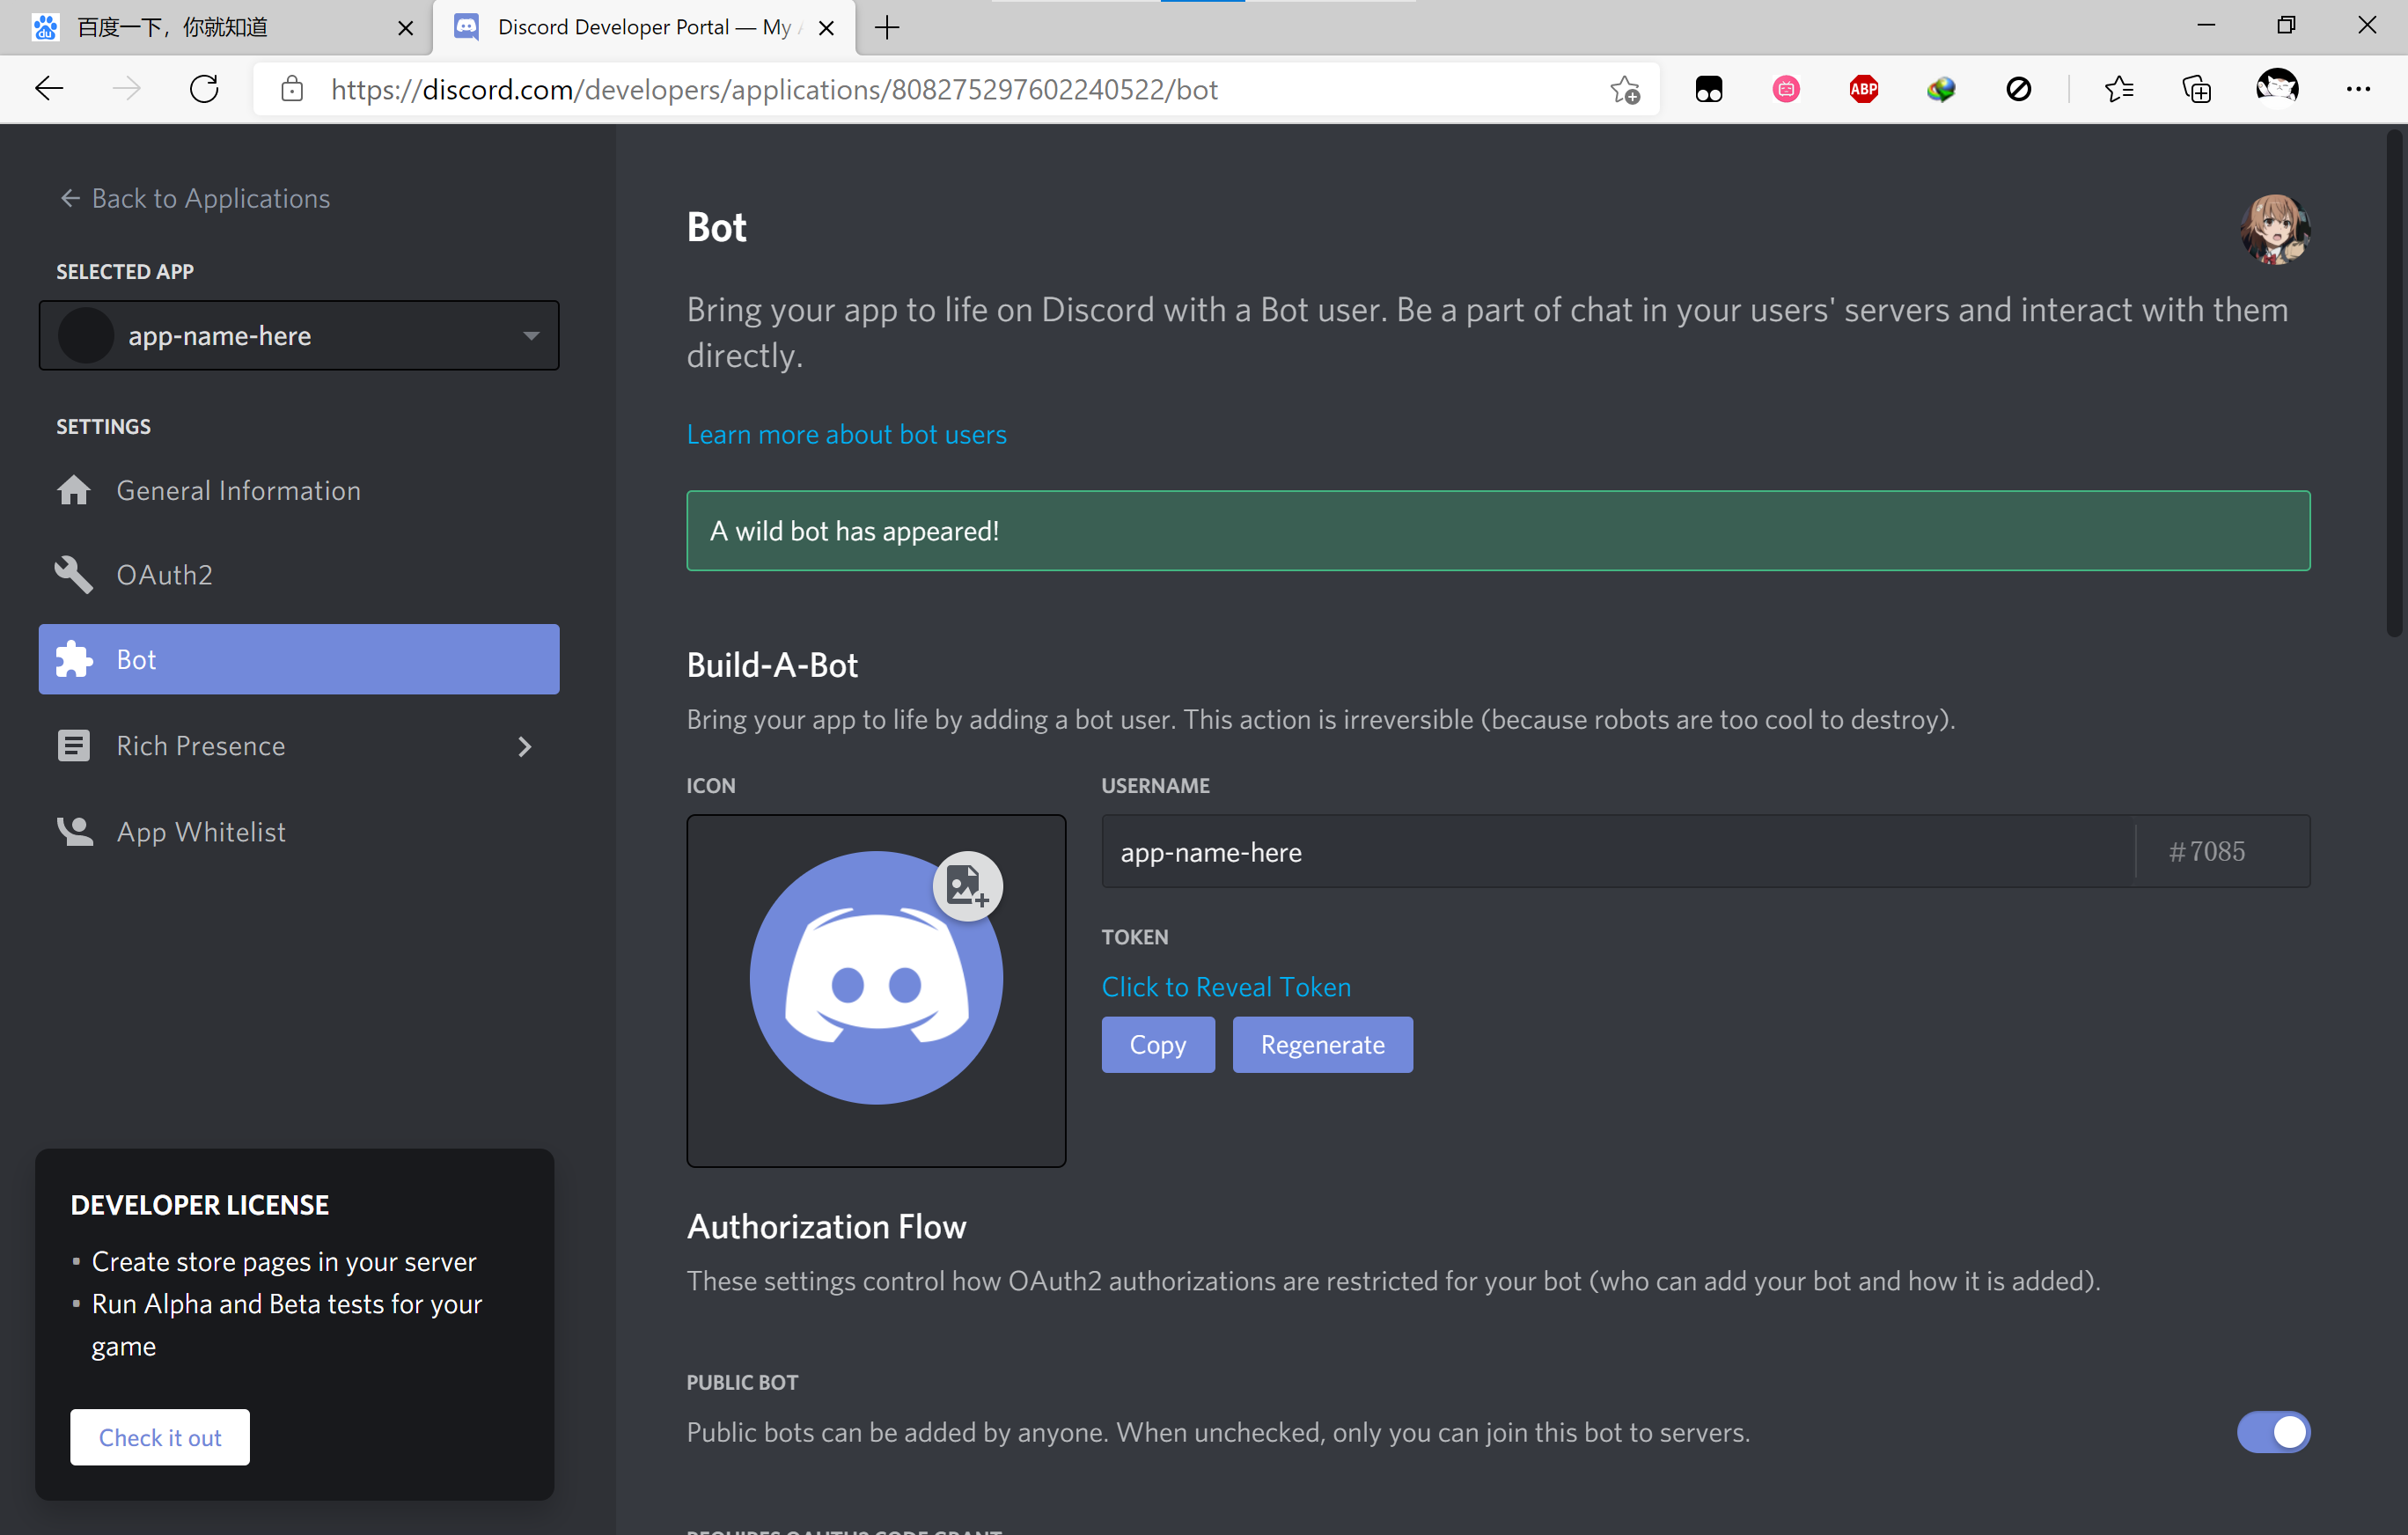 百度一下，你就知道
Discord Developer Portal — My
https://discord.com/developers/applications/808275297602240522/bot
ABP
Back to Applications
SELECTED APP
app-name-here
SETTINGS
General Information
OAuth2
Bot
Rich Presence
App Whitelist
DEVELOPER LICENSE
Create store pages in your server
Run Alpha and Beta tests for your
game
Check it out
Bot
Bring your app to life on Discord with a Bot user. Be a part of chat in your users' servers and interact with them
directly.
Learn more about bot users
A wild bot has appeared!
Build-A-Bot
Bring your app to life by adding a bot user. This action is irreversible (because robots are too cool to destroy).
ICON
USERNAME
app-name-here
#7085
TOKEN
Click to Reveal Token
Copy
Regenerate
Authorization Flow
These settings control how OAuth2 authorizations are restricted for your bot (who can add your bot and how it is added).
PUBLIC BOT
Public bots can be added by anyone. When unchecked, only you can join this bot to servers.
REQUIRES OAUTH2 CODE GRANT